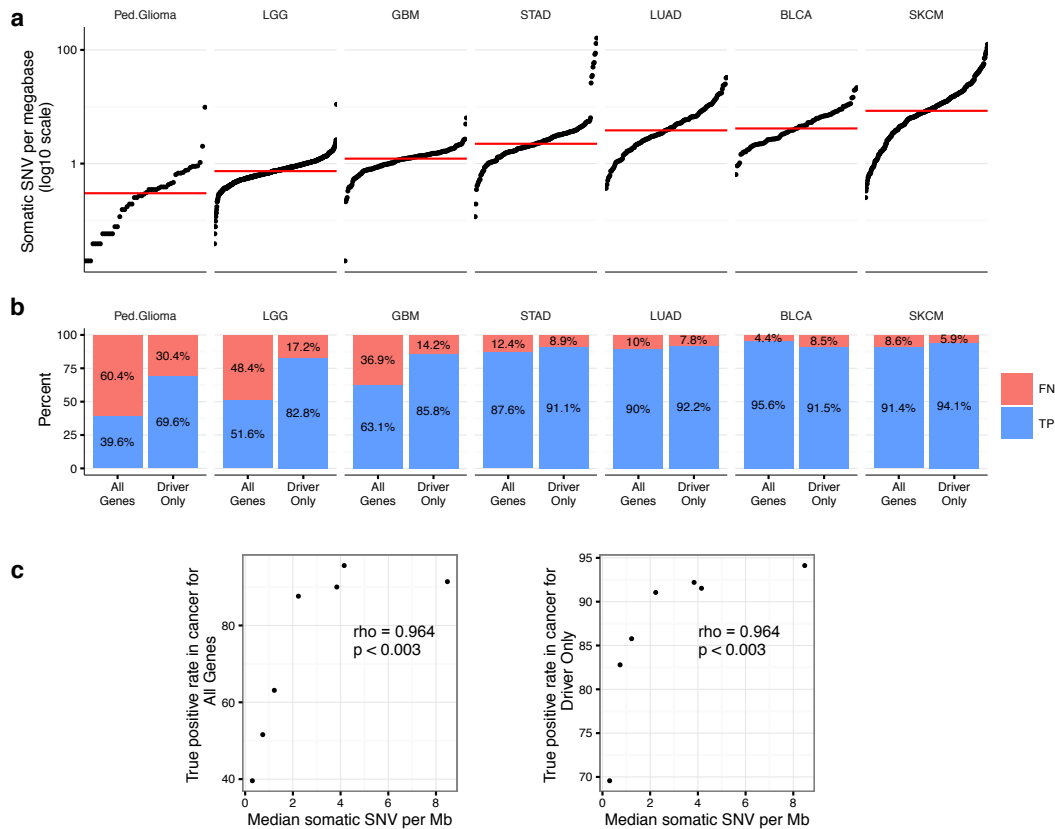 a
Ped.Glioma LGG GBM STAD LUAD BLCA SKCM
Somatic SNV per megabase
(log10 scale)
100
1
b
Ped.Glioma LGG GBM STAD LUAD BLCA SKCM
Percent
100
75
50
25
0
60.4% 30.4% 48.4% 17.2% 36.9% 14.2% 12.4% 8.9% 10% 7.8% 4.4% 8.5% 8.6% 5.9%
39.6% 69.6% 51.6% 82.8% 63.1% 85.8% 87.6% 91.1% 90% 92.2% 95.6% 91.5% 91.4% 94.1%
All Driver All Driver All Driver All Driver All Driver All Driver All Driver
Genes Only Genes Only Genes Only Genes Only Genes Only Genes Only Genes Only
FN
TP
c
True positive rate in cancer for
All Genes
80
60
40
rho = 0.964
p < 0.003
0 2 4 6 8
Median somatic SNV per Mb
True positive rate in cancer for
Driver Only
95
90
85
80
75
70
rho = 0.964
p < 0.003
0 2 4 6 8
Median somatic SNV per Mb